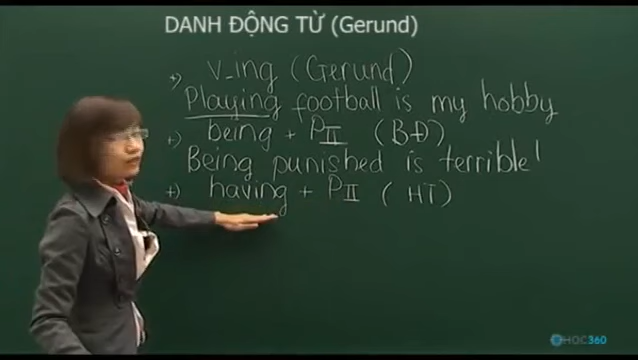 DANH ĐỘNG TỪ (Gerund)
+) V_ing (Gerund)
Playing football is my hobby
+) being + PII (BĐ)
Being punished is terrible!
+) having + PII ( HT )
HOC360